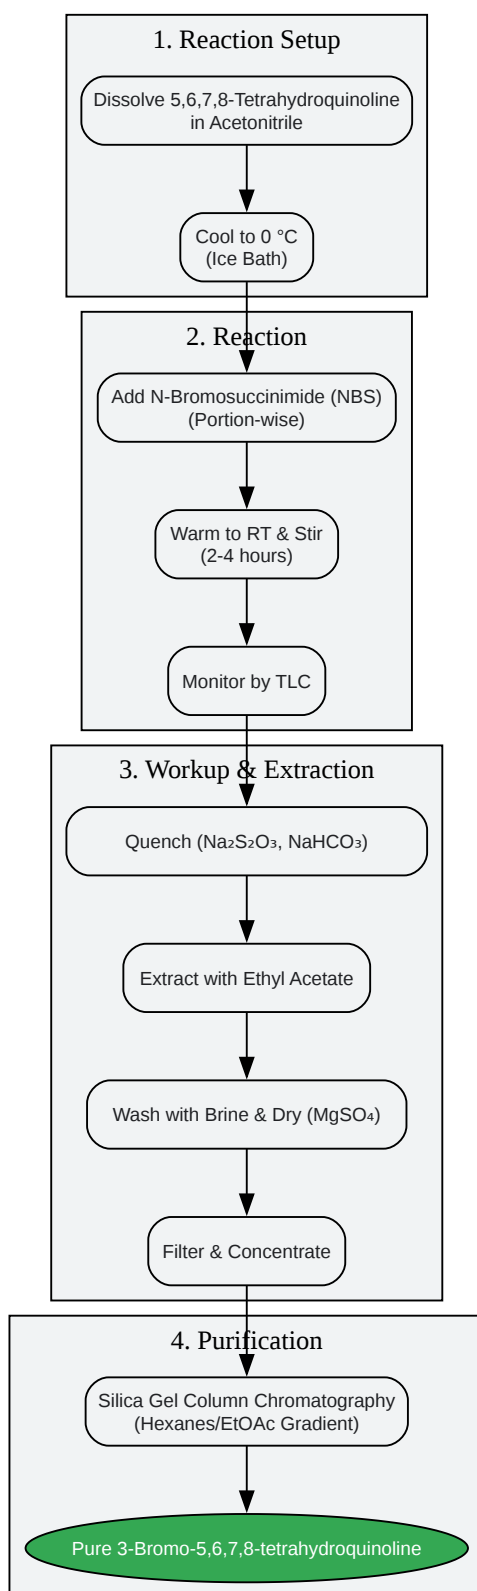 1. Reaction Setup
Dissolve 5,6,7,8-Tetrahydroquinoline
in Acetonitrile
Cool to 0 °C
(Ice Bath)
2. Reaction
Add N-Bromosuccinimide (NBS)
(Portion-wise)
Warm to RT & Stir
(2-4 hours)
Monitor by TLC
3. Workup & Extraction
Quench (Na₂S₂O₃, NaHCO₃)
Extract with Ethyl Acetate
Wash with Brine & Dry (MgSO₄)
Filter & Concentrate
4. Purification
Silica Gel Column Chromatography
(Hexanes/EtOAc Gradient)
Pure 3-Bromo-5,6,7,8-tetrahydroquinoline